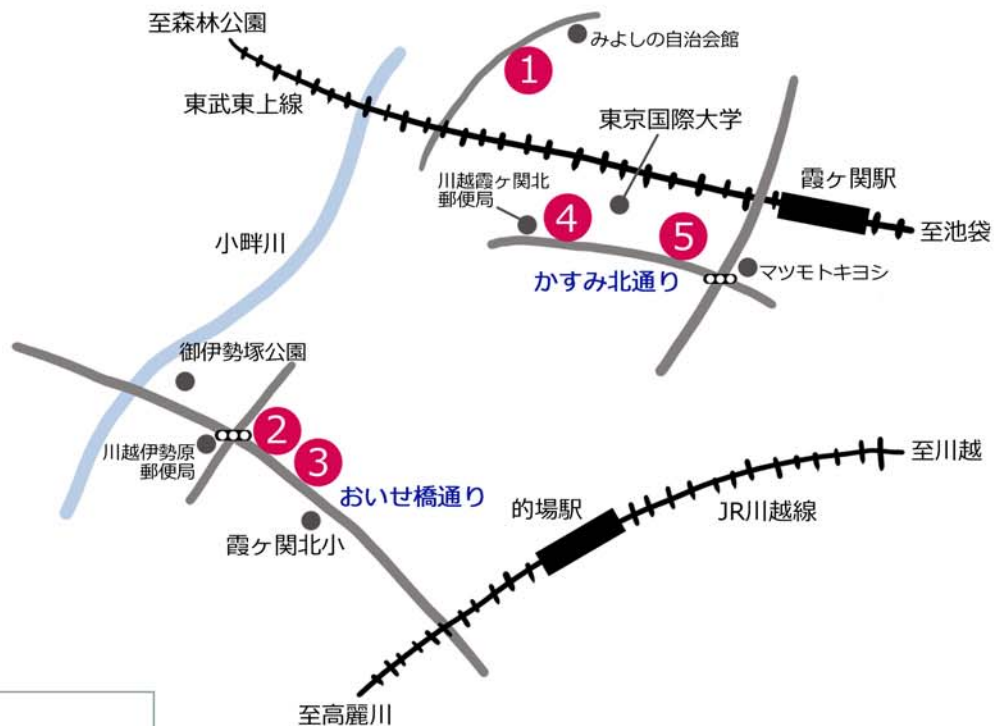 至森林公園
みよしの自治会館
1
東武東上線
東京国際大学
川越霞ヶ関北
郵便局
霞ヶ関駅
4
5
至池袋
小畔川
かすみ北通り
マツモトキヨシ
御伊勢塚公園
2
川越伊勢原
郵便局
3
おいせ橋通り
霞ヶ関北小
至川越
的場駅
JR川越線
至高麗川